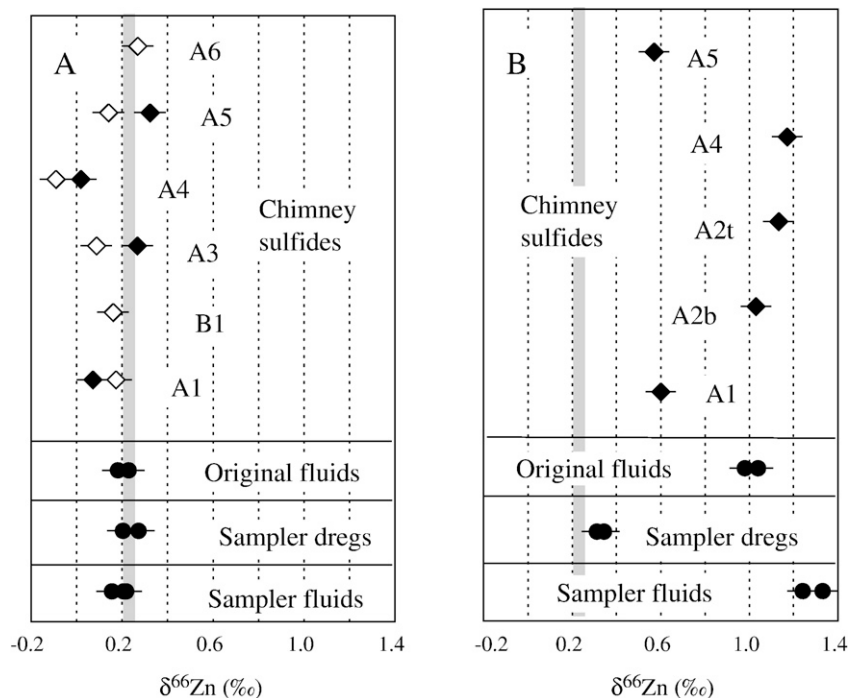 A
A6
A5
A4
Chimney
sulfides
A3
B1
A1
Original fluids
Sampler dregs
Sampler fluids
-0.2 0.2 0.6 1.0 1.4
δ⁶⁶Zn (‰)
B
A5
A4
Chimney
sulfides
A2t
A2b
A1
Original fluids
Sampler dregs
Sampler fluids
-0.2 0.2 0.6 1.0 1.4
δ⁶⁶Zn (‰)